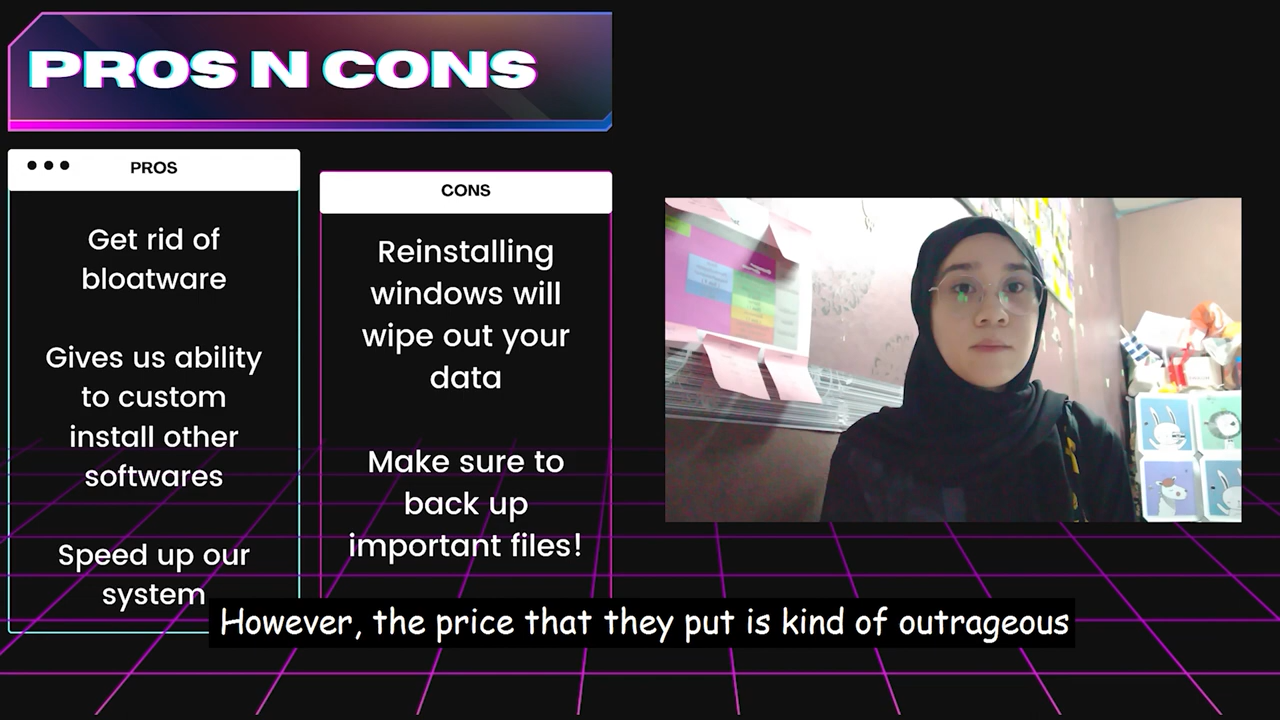 PROS N CONS
PROS
Get rid of
bloatware
Gives us ability
to custom
install other
softwares
Speed up our
system
CONS
Reinstalling
windows will
wipe out your
data
Make sure to
back up
important files!
However, the price that they put is kind of outrageous